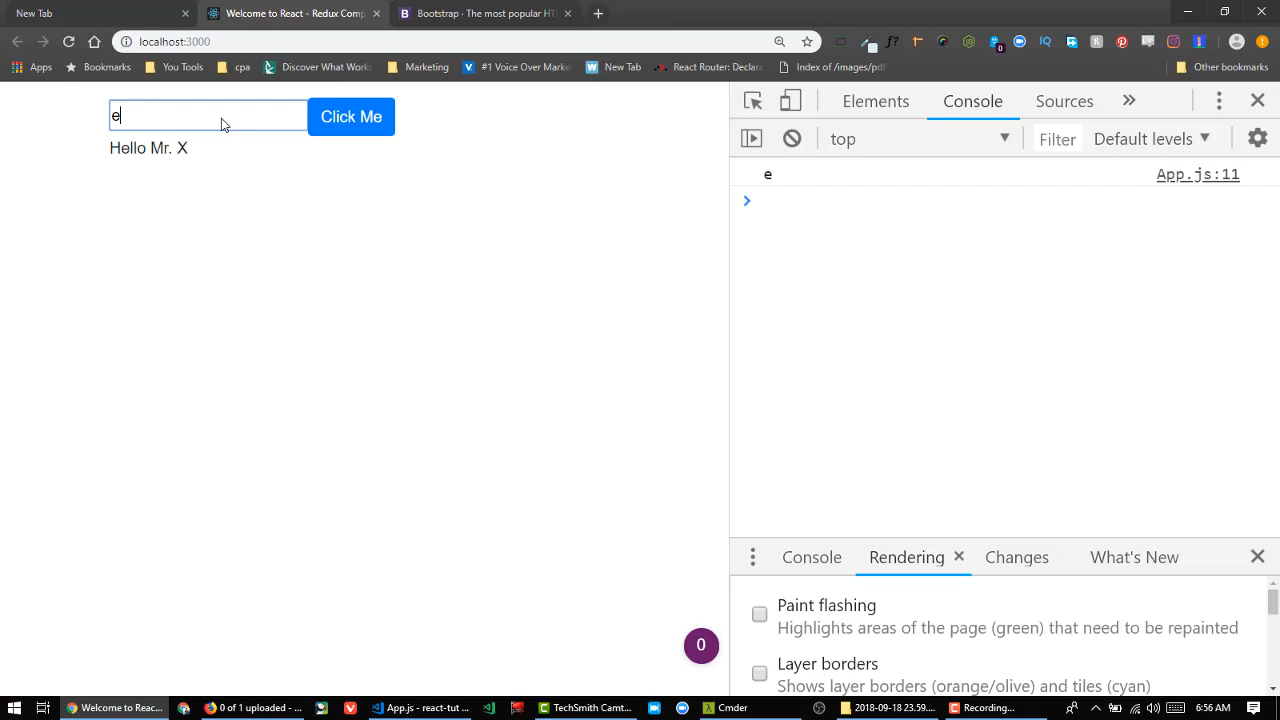 New Tab
Welcome to React - Redux Comp
Bootstrap · The most popular HT
localhost:3000
Apps
Bookmarks
You Tools
cpa
Discover What Works
Marketing
#1 Voice Over Marke
New Tab
React Router: Declara
Index of /images/pdf
Other bookmarks
e
Click Me
Hello Mr. X
Elements
Console
Sources
top
Filter
Default levels
e
App.js:11
Console
Rendering
Changes
What's New
Paint flashing
Highlights areas of the page (green) that need to be repainted
Layer borders
Shows layer borders (orange/olive) and tiles (cyan)
0
Welcome to Reac...
0 of 1 uploaded - ...
App.js - react-tut ...
TechSmith Camt...
Cmder
2018-09-18 23.59....
Recording...
6:56 AM